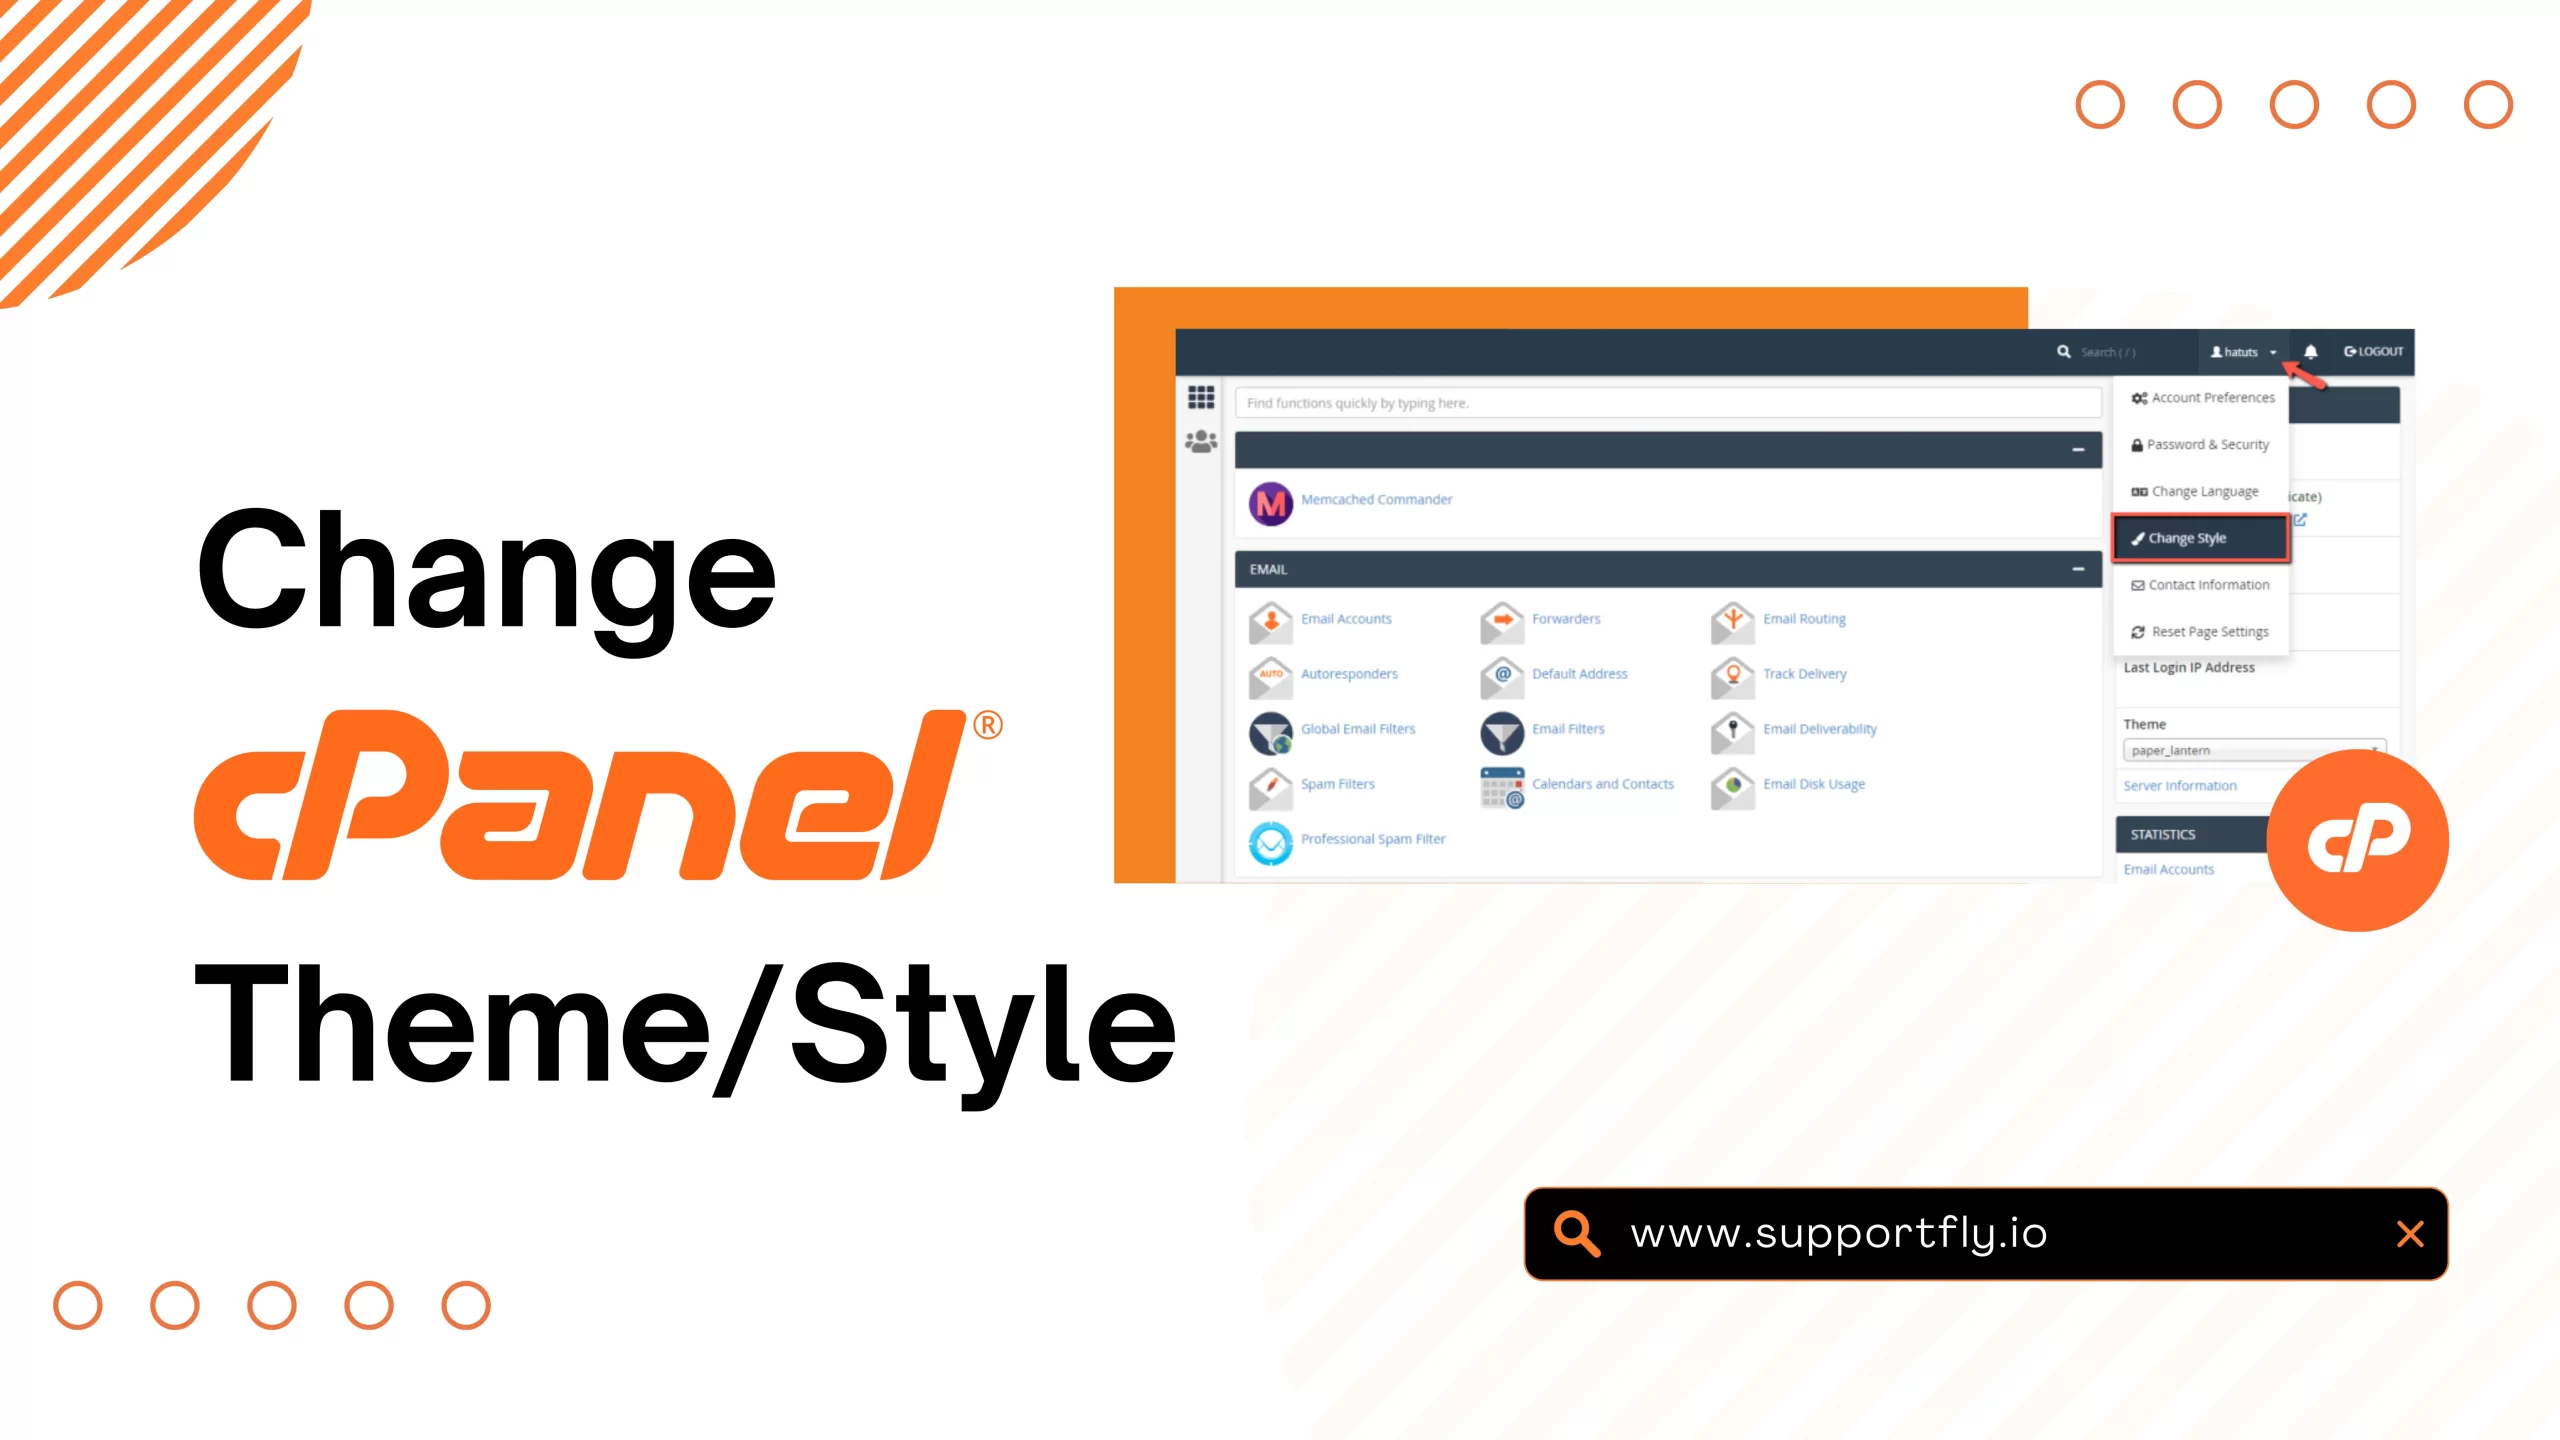 Change
cPanel®
Theme/Style
Search ( / )
hatuts
LOGOUT
Find functions quickly by typing here.
Account Preferences
Password & Security
Change Language
Change Style
Contact Information
Reset Page Settings
icate)
M
Memcached Commander
EMAIL
Email Accounts
Forwarders
Email Routing
AUTO
Autoresponders
@
Default Address
Track Delivery
Global Email Filters
Email Filters
Email Deliverability
Spam Filters
@
Calendars and Contacts
Email Disk Usage
Professional Spam Filter
Last Login IP Address
Theme
paper_lantern
Server Information
STATISTICS
Email Accounts
cP
www.supportfly.io